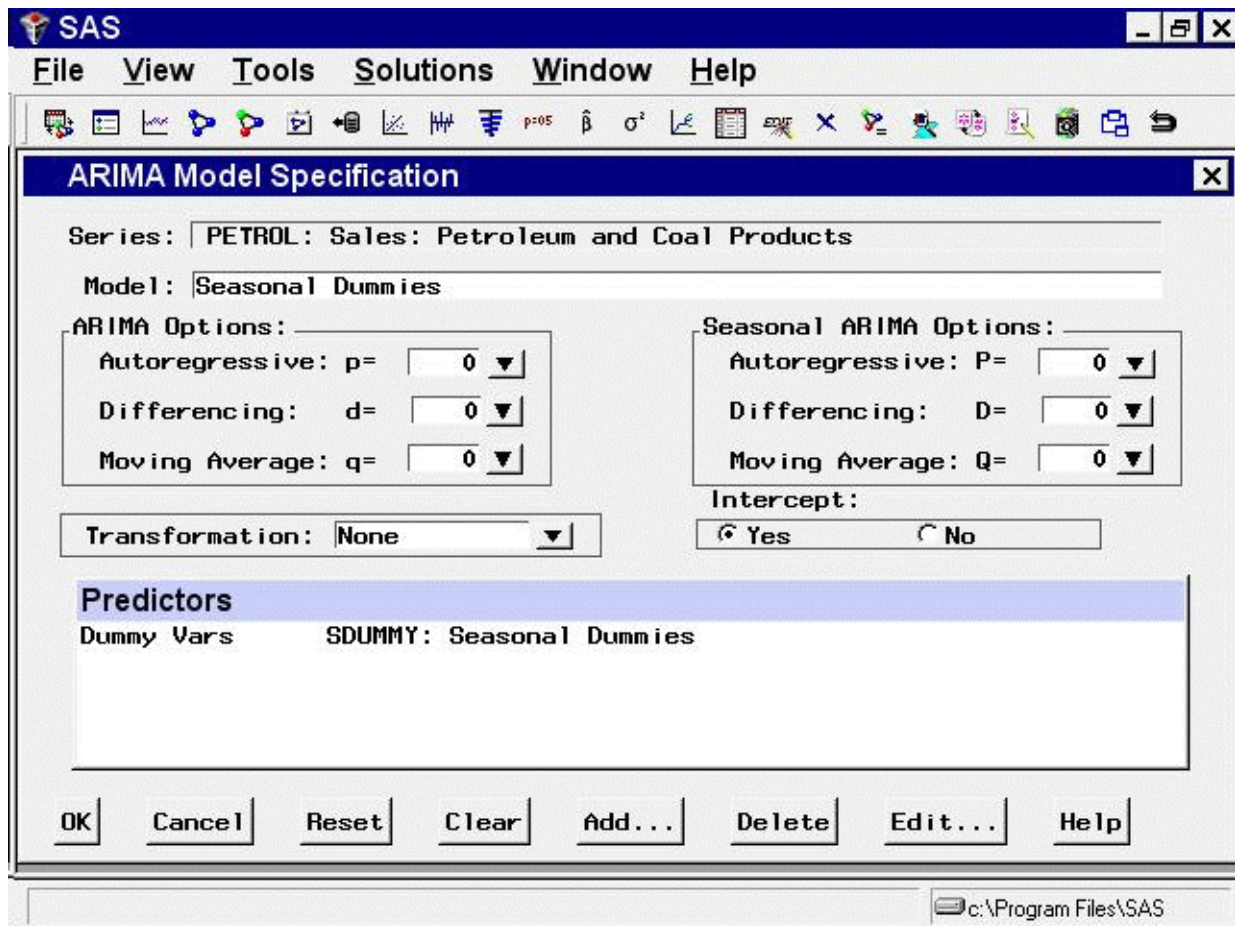 SAS
File View Tools Solutions Window Help
p=05 β̂ σ² EDIT
ARIMA Model Specification
Series: PETROL: Sales: Petroleum and Coal Products
Model: Seasonal Dummies
ARIMA Options:
Autoregressive: p= 0
Differencing: d= 0
Moving Average: q= 0
Seasonal ARIMA Options:
Autoregressive: P= 0
Differencing: D= 0
Moving Average: Q= 0
Transformation: None
Intercept:
Yes No
Predictors
Dummy Vars SDUMMY: Seasonal Dummies
OK Cancel Reset Clear Add... Delete Edit... Help
c:\Program Files\SAS